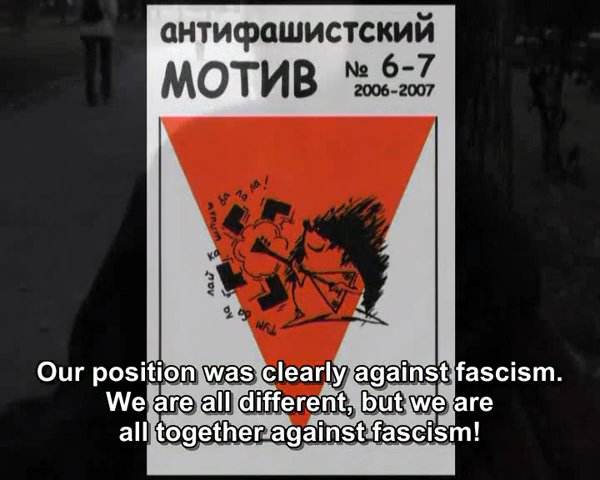 антифашистский
МОТИВ № 6-7
2006-2007
Our position was clearly against fascism.
We are all different, but we are
all together against fascism!